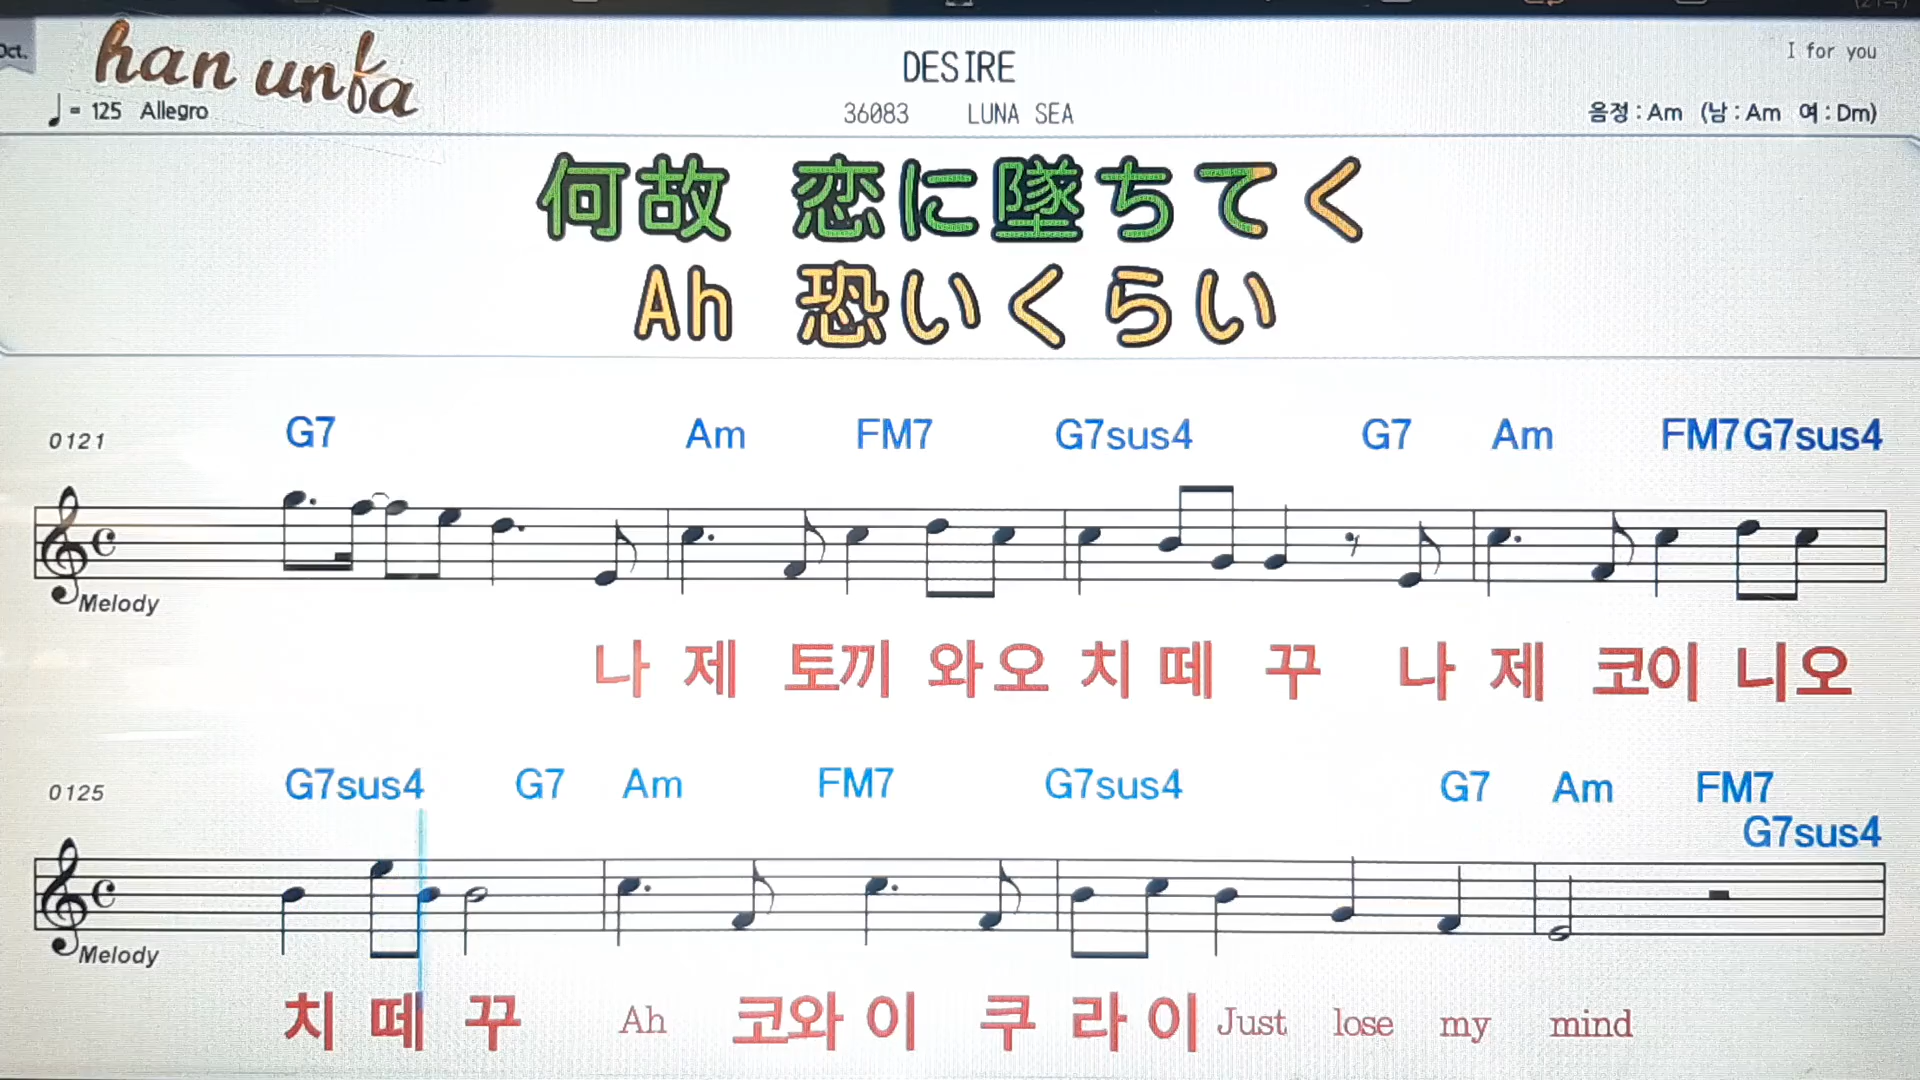 Oct.
han unfa
I for you
DESIRE
♩= 125 Allegro
36083 LUNA SEA
음정 : Am (남 : Am 여 : Dm)
何故 恋に墜ちてく
Ah 恐いくらい
0121 G7 Am FM7 G7sus4 G7 Am FM7 G7sus4
Melody
나 제 토끼 와오 치 떼 꾸 나 제 코이 니오
0125 G7sus4 G7 Am FM7 G7sus4 G7 Am FM7
G7sus4
Melody
치 떼 꾸 Ah 코와 이 쿠 라 이 Just lose my mind